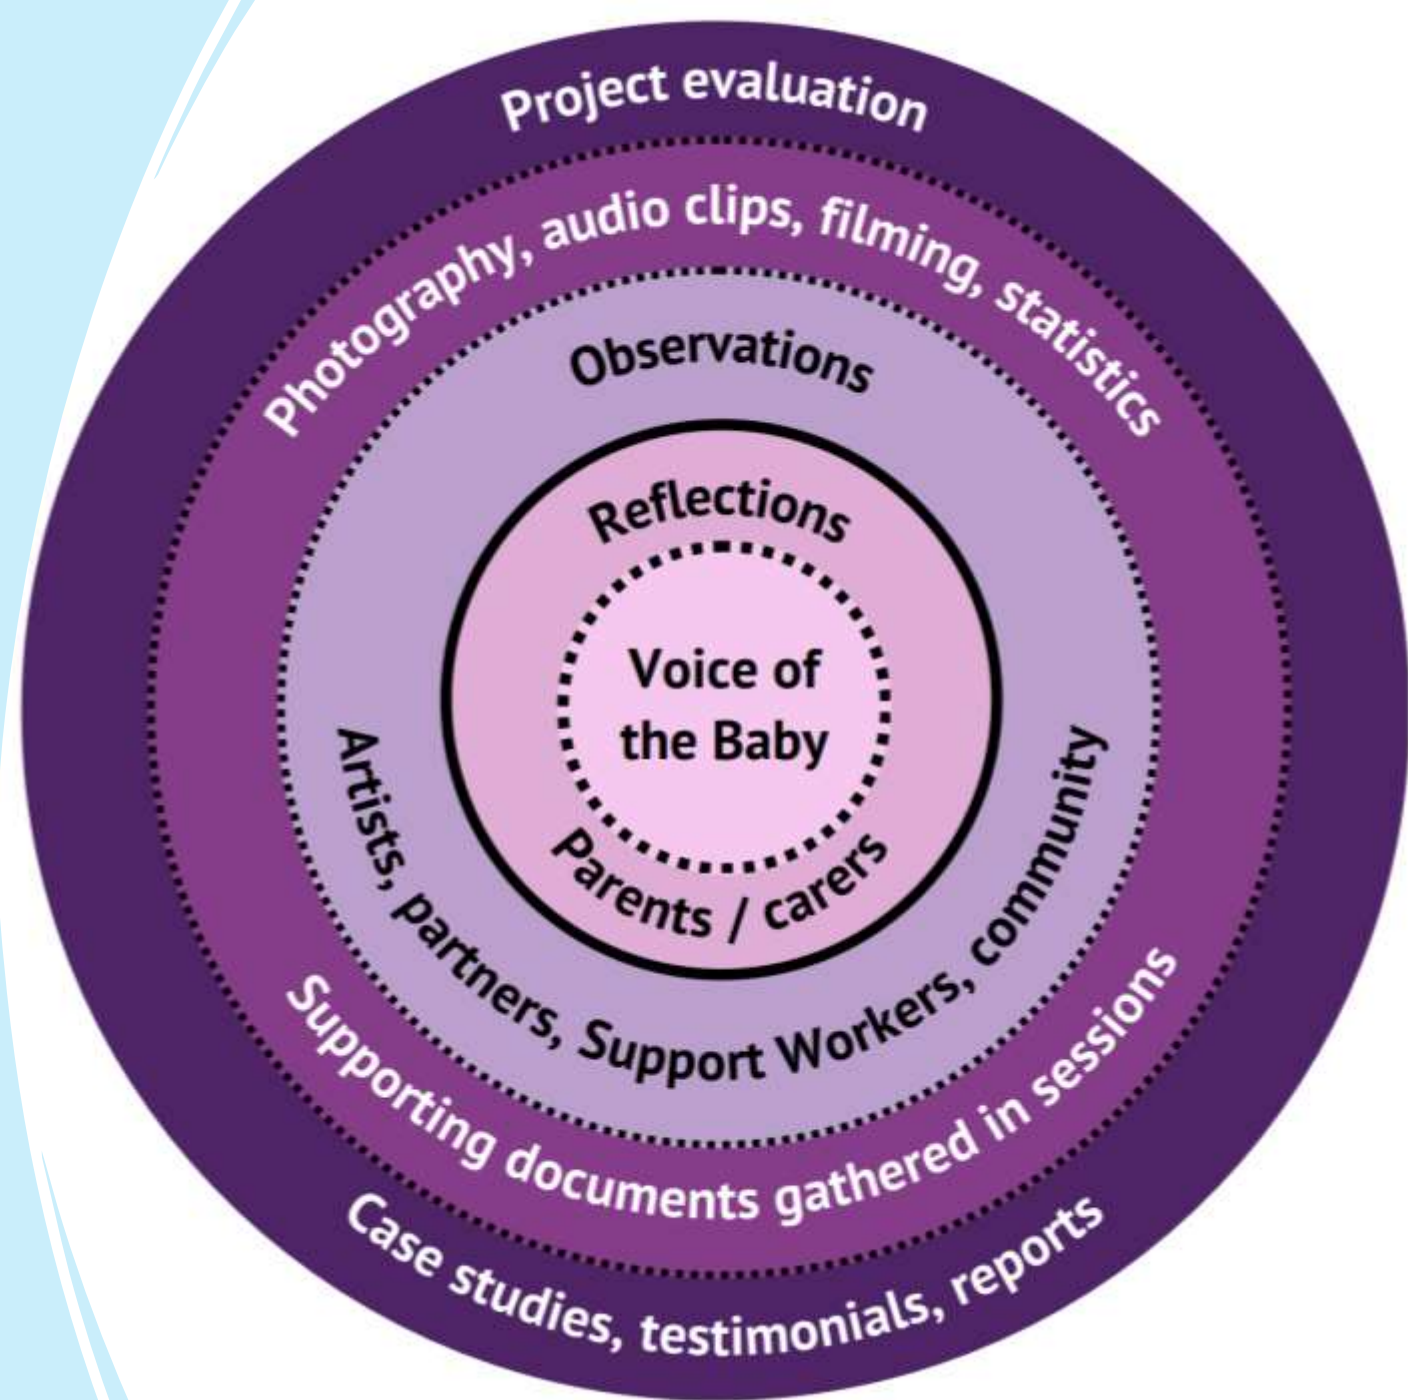 Project evaluation
Photography, audio clips, filming, statistics
Observations
Reflections
Voice of
the Baby
Parents / carers
Artists, partners, Support Workers, community
Supporting documents gathered in sessions
Case studies, testimonials, reports